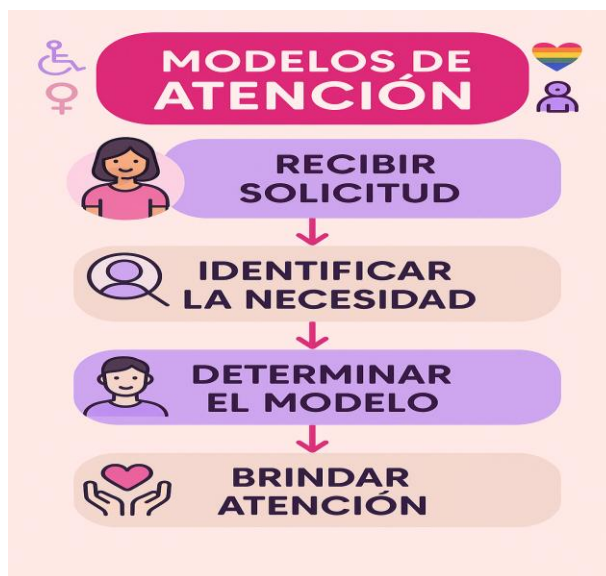 MODELOS DE
ATENCIÓN
RECIBIR
SOLICITUD
IDENTIFICAR
LA NECESIDAD
DETERMINAR
EL MODELO
BRINDAR
ATENCIÓN